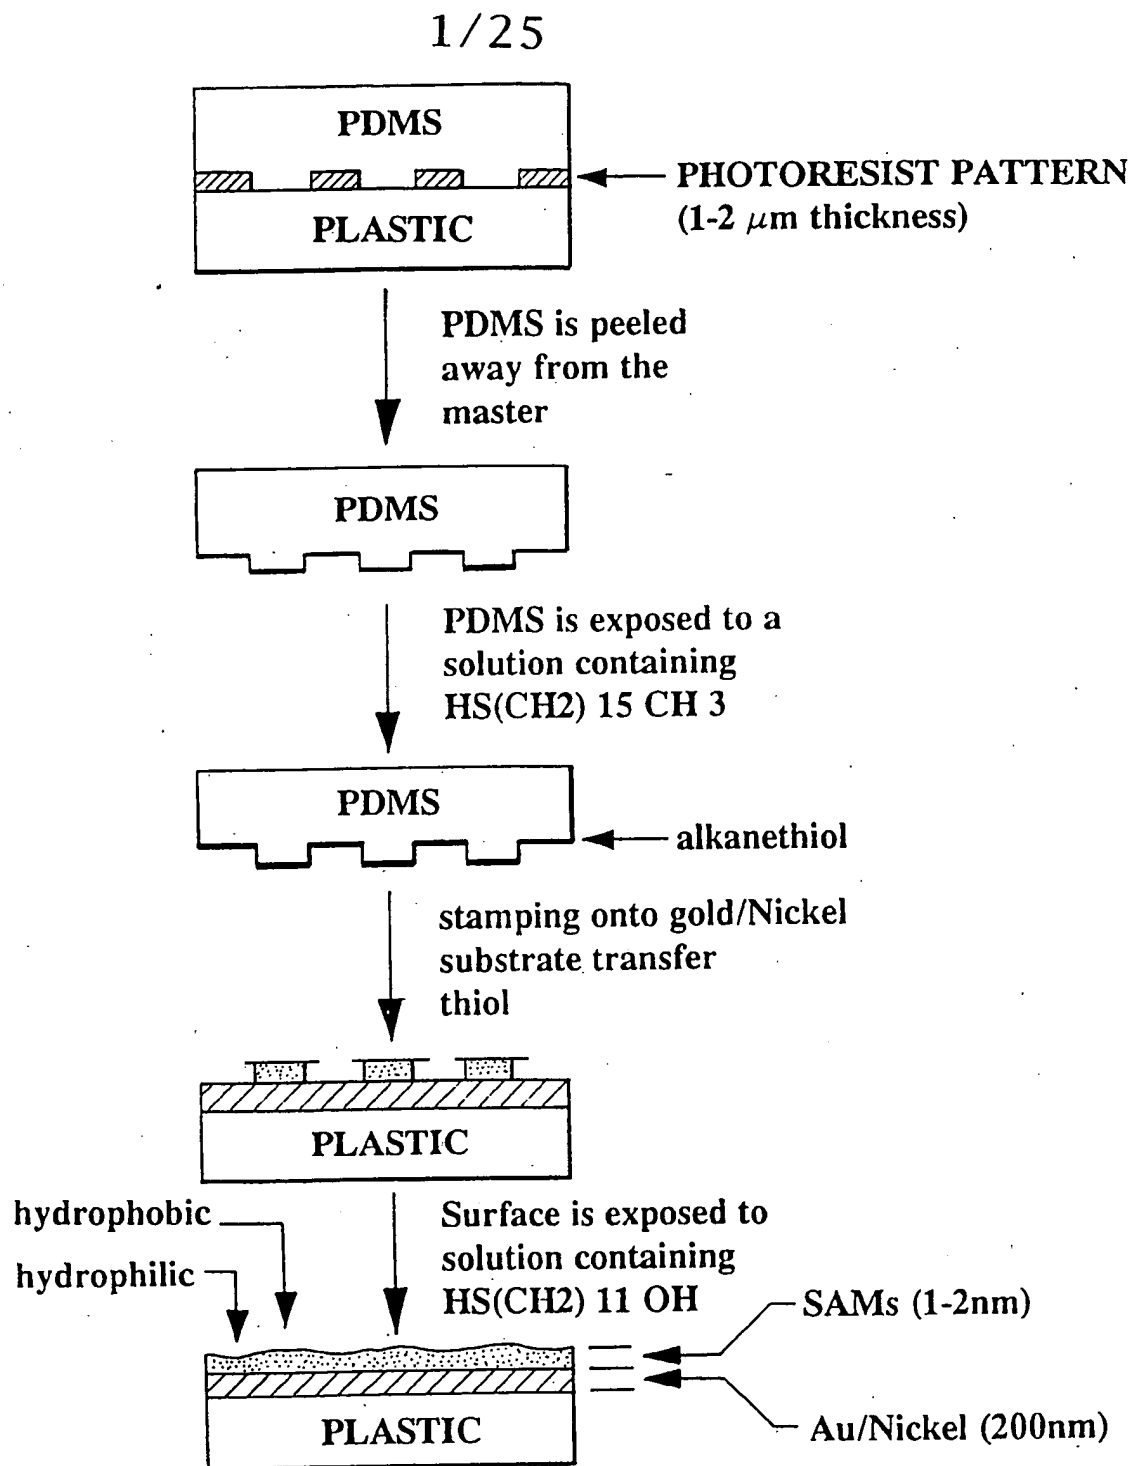 1/25
PDMS
PHOTORESIST PATTERN
(1-2 μm thickness)
PLASTIC
PDMS is peeled
away from the
master
PDMS
PDMS is exposed to a
solution containing
HS(CH2) 15 CH 3
PDMS
alkanethiol
stamping onto gold/Nickel
substrate transfer
thiol
PLASTIC
hydrophobic
hydrophilic
Surface is exposed to
solution containing
HS(CH2) 11 OH
SAMs (1-2nm)
PLASTIC
Au/Nickel (200nm)